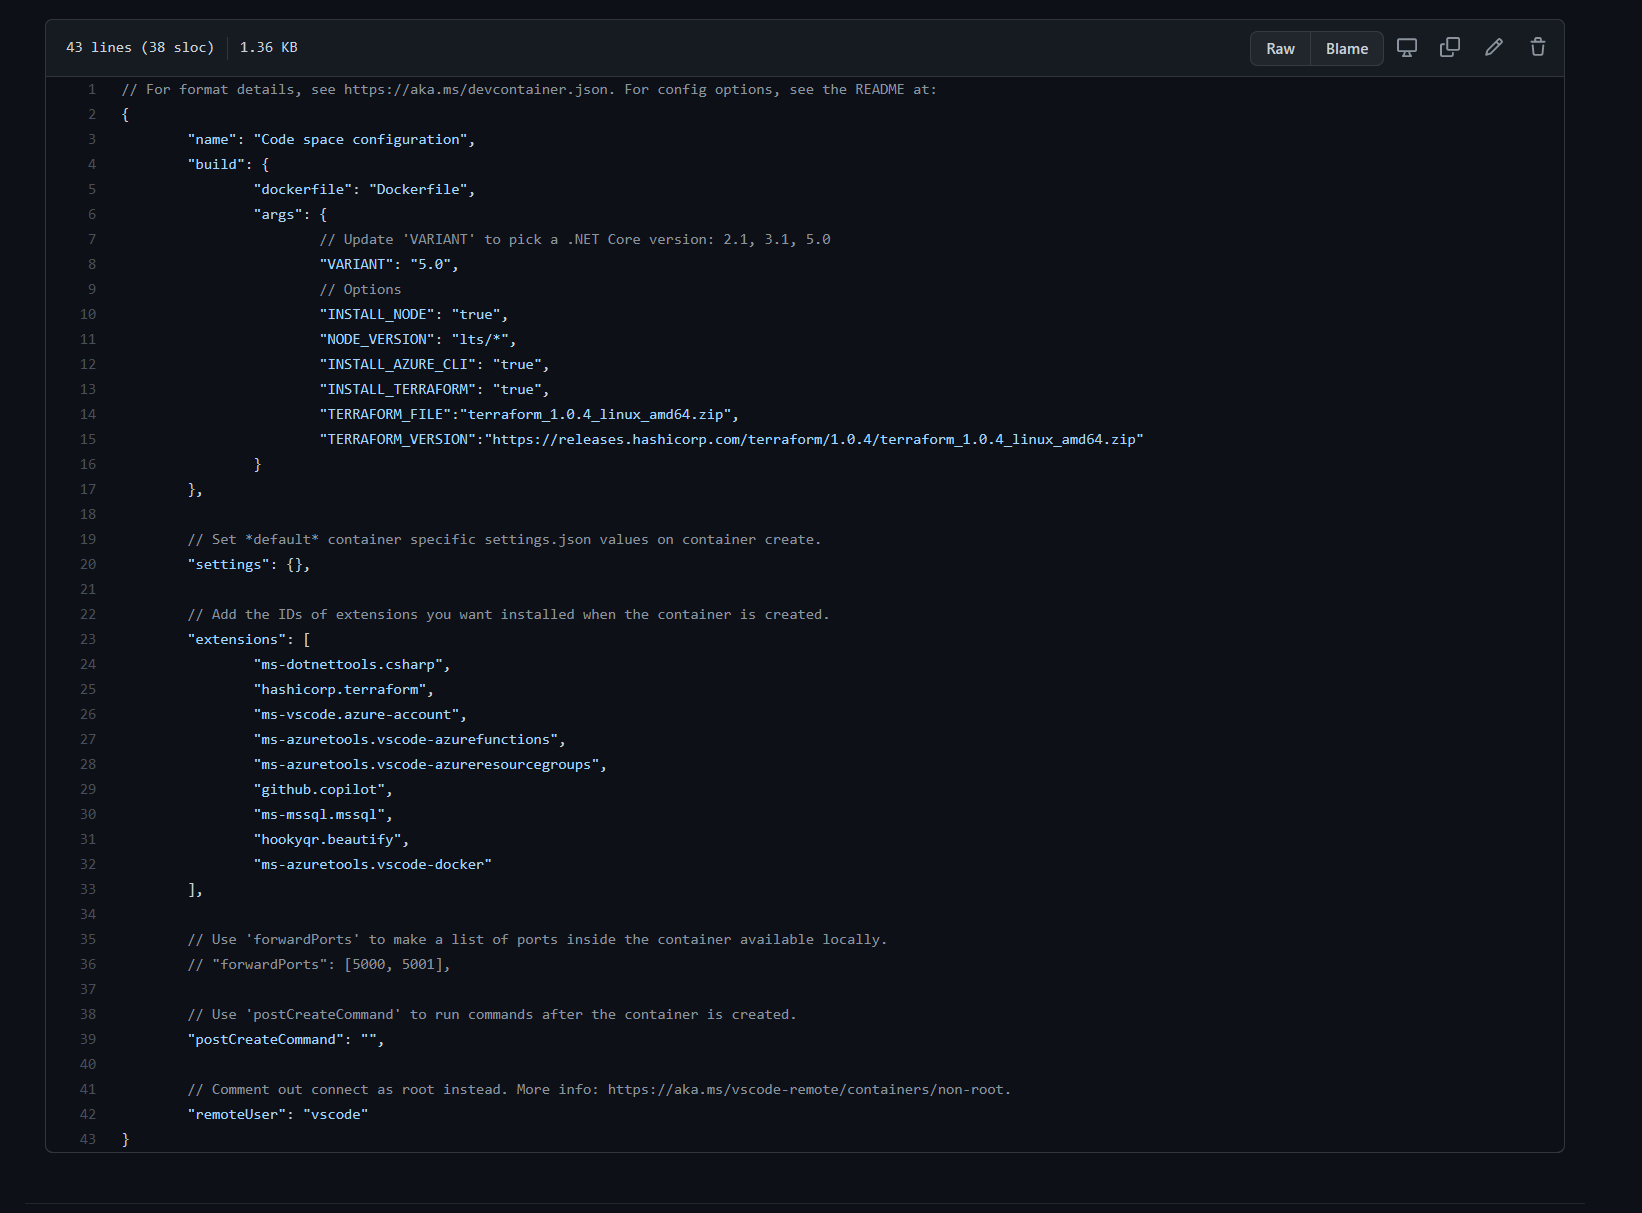 43 lines (38 sloc) 1.36 KB Raw Blame
1 // For format details, see https://aka.ms/devcontainer.json. For config options, see the README at:
2 {
3 "name": "Code space configuration",
4 "build": {
5 "dockerfile": "Dockerfile",
6 "args": {
7 // Update 'VARIANT' to pick a .NET Core version: 2.1, 3.1, 5.0
8 "VARIANT": "5.0",
9 // Options
10 "INSTALL_NODE": "true",
11 "NODE_VERSION": "lts/*",
12 "INSTALL_AZURE_CLI": "true",
13 "INSTALL_TERRAFORM": "true",
14 "TERRAFORM_FILE":"terraform_1.0.4_linux_amd64.zip",
15 "TERRAFORM_VERSION":"https://releases.hashicorp.com/terraform/1.0.4/terraform_1.0.4_linux_amd64.zip"
16 }
17 },
18
19 // Set *default* container specific settings.json values on container create.
20 "settings": {},
21
22 // Add the IDs of extensions you want installed when the container is created.
23 "extensions": [
24 "ms-dotnettools.csharp",
25 "hashicorp.terraform",
26 "ms-vscode.azure-account",
27 "ms-azuretools.vscode-azurefunctions",
28 "ms-azuretools.vscode-azureresourcegroups",
29 "github.copilot",
30 "ms-mssql.mssql",
31 "hookyqr.beautify",
32 "ms-azuretools.vscode-docker"
33 ],
34
35 // Use 'forwardPorts' to make a list of ports inside the container available locally.
36 // "forwardPorts": [5000, 5001],
37
38 // Use 'postCreateCommand' to run commands after the container is created.
39 "postCreateCommand": "",
40
41 // Comment out connect as root instead. More info: https://aka.ms/vscode-remote/containers/non-root.
42 "remoteUser": "vscode"
43 }